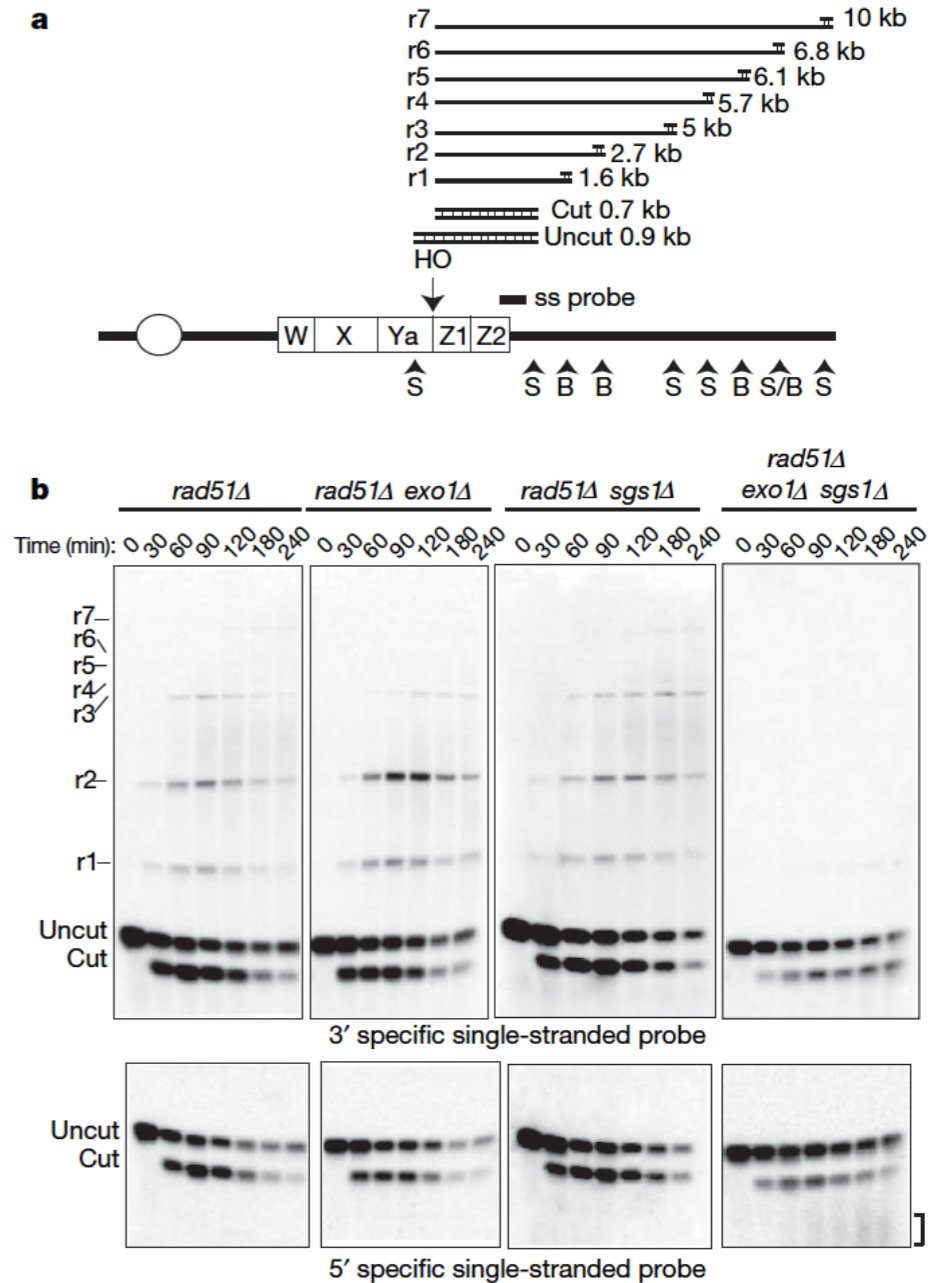 a
r7 10 kb
r6 6.8 kb
r5 6.1 kb
r4 5.7 kb
r3 5 kb
r2 2.7 kb
r1 1.6 kb
Cut 0.7 kb
Uncut 0.9 kb
HO
ss probe
W X Ya Z1 Z2
S S B B S S B S/B S
b
rad51Δ rad51Δ exo1Δ rad51Δ sgs1Δ rad51Δ
exo1Δ sgs1Δ
Time (min): 0 30 60 90 120 180 240 0 30 60 90 120 180 240 0 30 60 90 120 180 240 0 30 60 90 120 180 240
r7
r6
r5
r4
r3
r2
r1
Uncut
Cut
3′ specific single-stranded probe
Uncut
Cut
5′ specific single-stranded probe